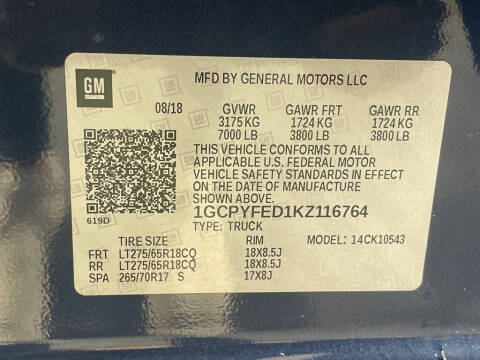 GM
MFD BY GENERAL MOTORS LLC
08/18 GVWR GAWR FRT GAWR RR
3175 KG 1724 KG 1724 KG
7000 LB 3800 LB 3800 LB
THIS VEHICLE CONFORMS TO ALL
APPLICABLE U.S. FEDERAL MOTOR
VEHICLE SAFETY STANDARDS IN EFFECT
ON THE DATE OF MANUFACTURE
SHOWN ABOVE.
1GCPYFED1KZ116764
619D
TYPE: TRUCK
TIRE SIZE RIM MODEL: 14CK10543
FRT LT275/65R18CQ 18X8.5J
RR LT275/65R18CQ 18X8.5J
SPA 265/70R17 S 17X8J